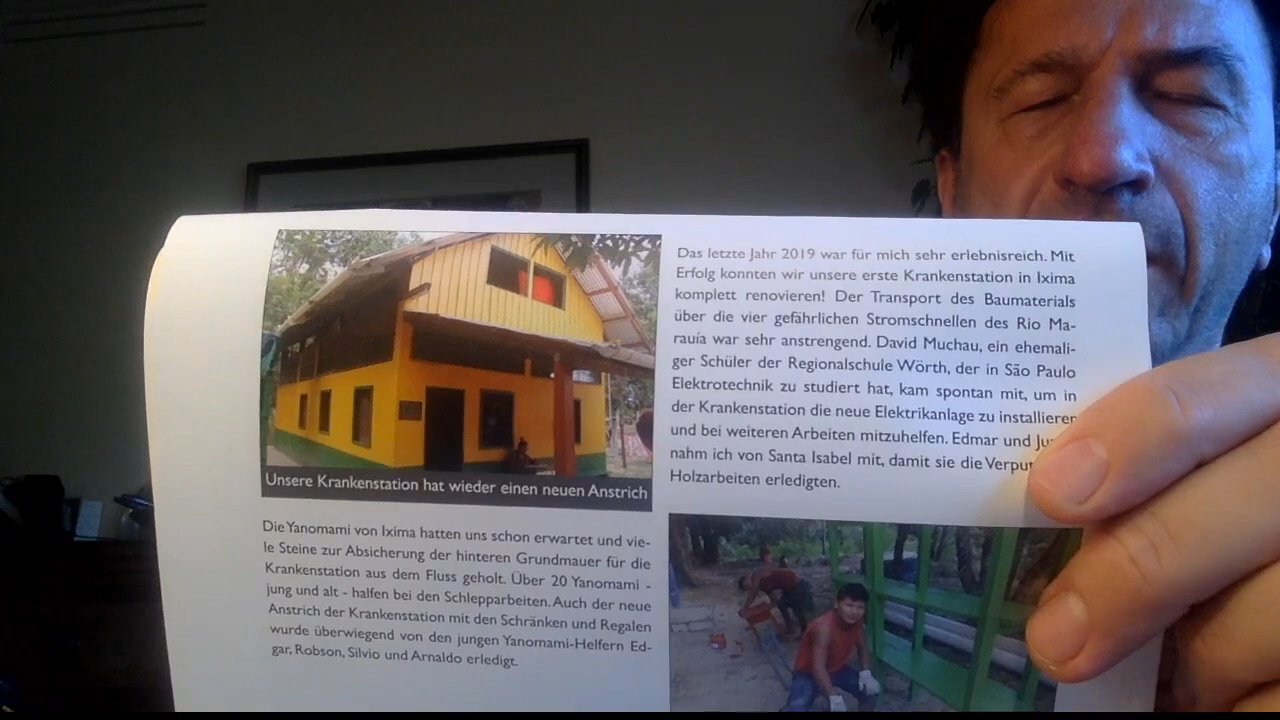 Unsere Krankenstation hat wieder einen neuen Anstrich
Die Yanomami von Ixima hatten uns schon erwartet und vie-
le Steine zur Absicherung der hinteren Grundmauer für die
Krankenstation aus dem Fluss geholt. Über 20 Yanomami -
jung und alt - halfen bei den Schlepparbeiten. Auch der neue
Anstrich der Krankenstation mit den Schränken und Regalen
wurde überwiegend von den jungen Yanomami-Helfern Ed-
gar, Robson, Silvio und Arnaldo erledigt.
Das letzte Jahr 2019 war für mich sehr erlebnisreich. Mit
Erfolg konnten wir unsere erste Krankenstation in Ixima
komplett renovieren! Der Transport des Baumaterials
über die vier gefährlichen Stromschnellen des Rio Ma-
rauía war sehr anstrengend. David Muchau, ein ehemali-
ger Schüler der Regionalschule Wörth, der in São Paulo
Elektrotechnik zu studiert hat, kam spontan mit, um in
der Krankenstation die neue Elektrikanlage zu installieren
und bei weiteren Arbeiten mitzuhelfen. Edmar und
nahm ich von Santa Isabel mit, damit sie die
Holzarbeiten erledigten.